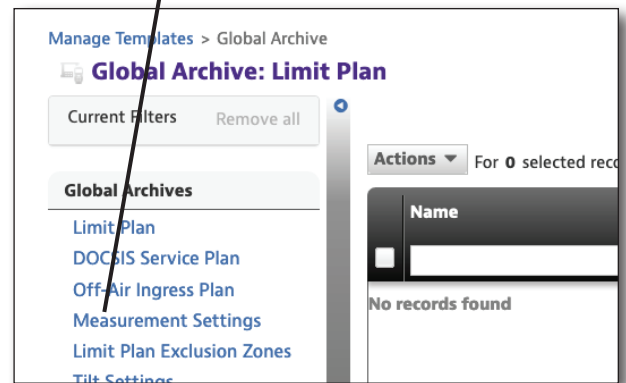 Manage Templates > Global Archive
Global Archive: Limit Plan
Current Filters Remove all
Actions For 0 selected reco
Global Archives
Name
Limit Plan
DOCSIS Service Plan
Off-Air Ingress Plan
No records found
Measurement Settings
Limit Plan Exclusion Zones
Tilt Settings